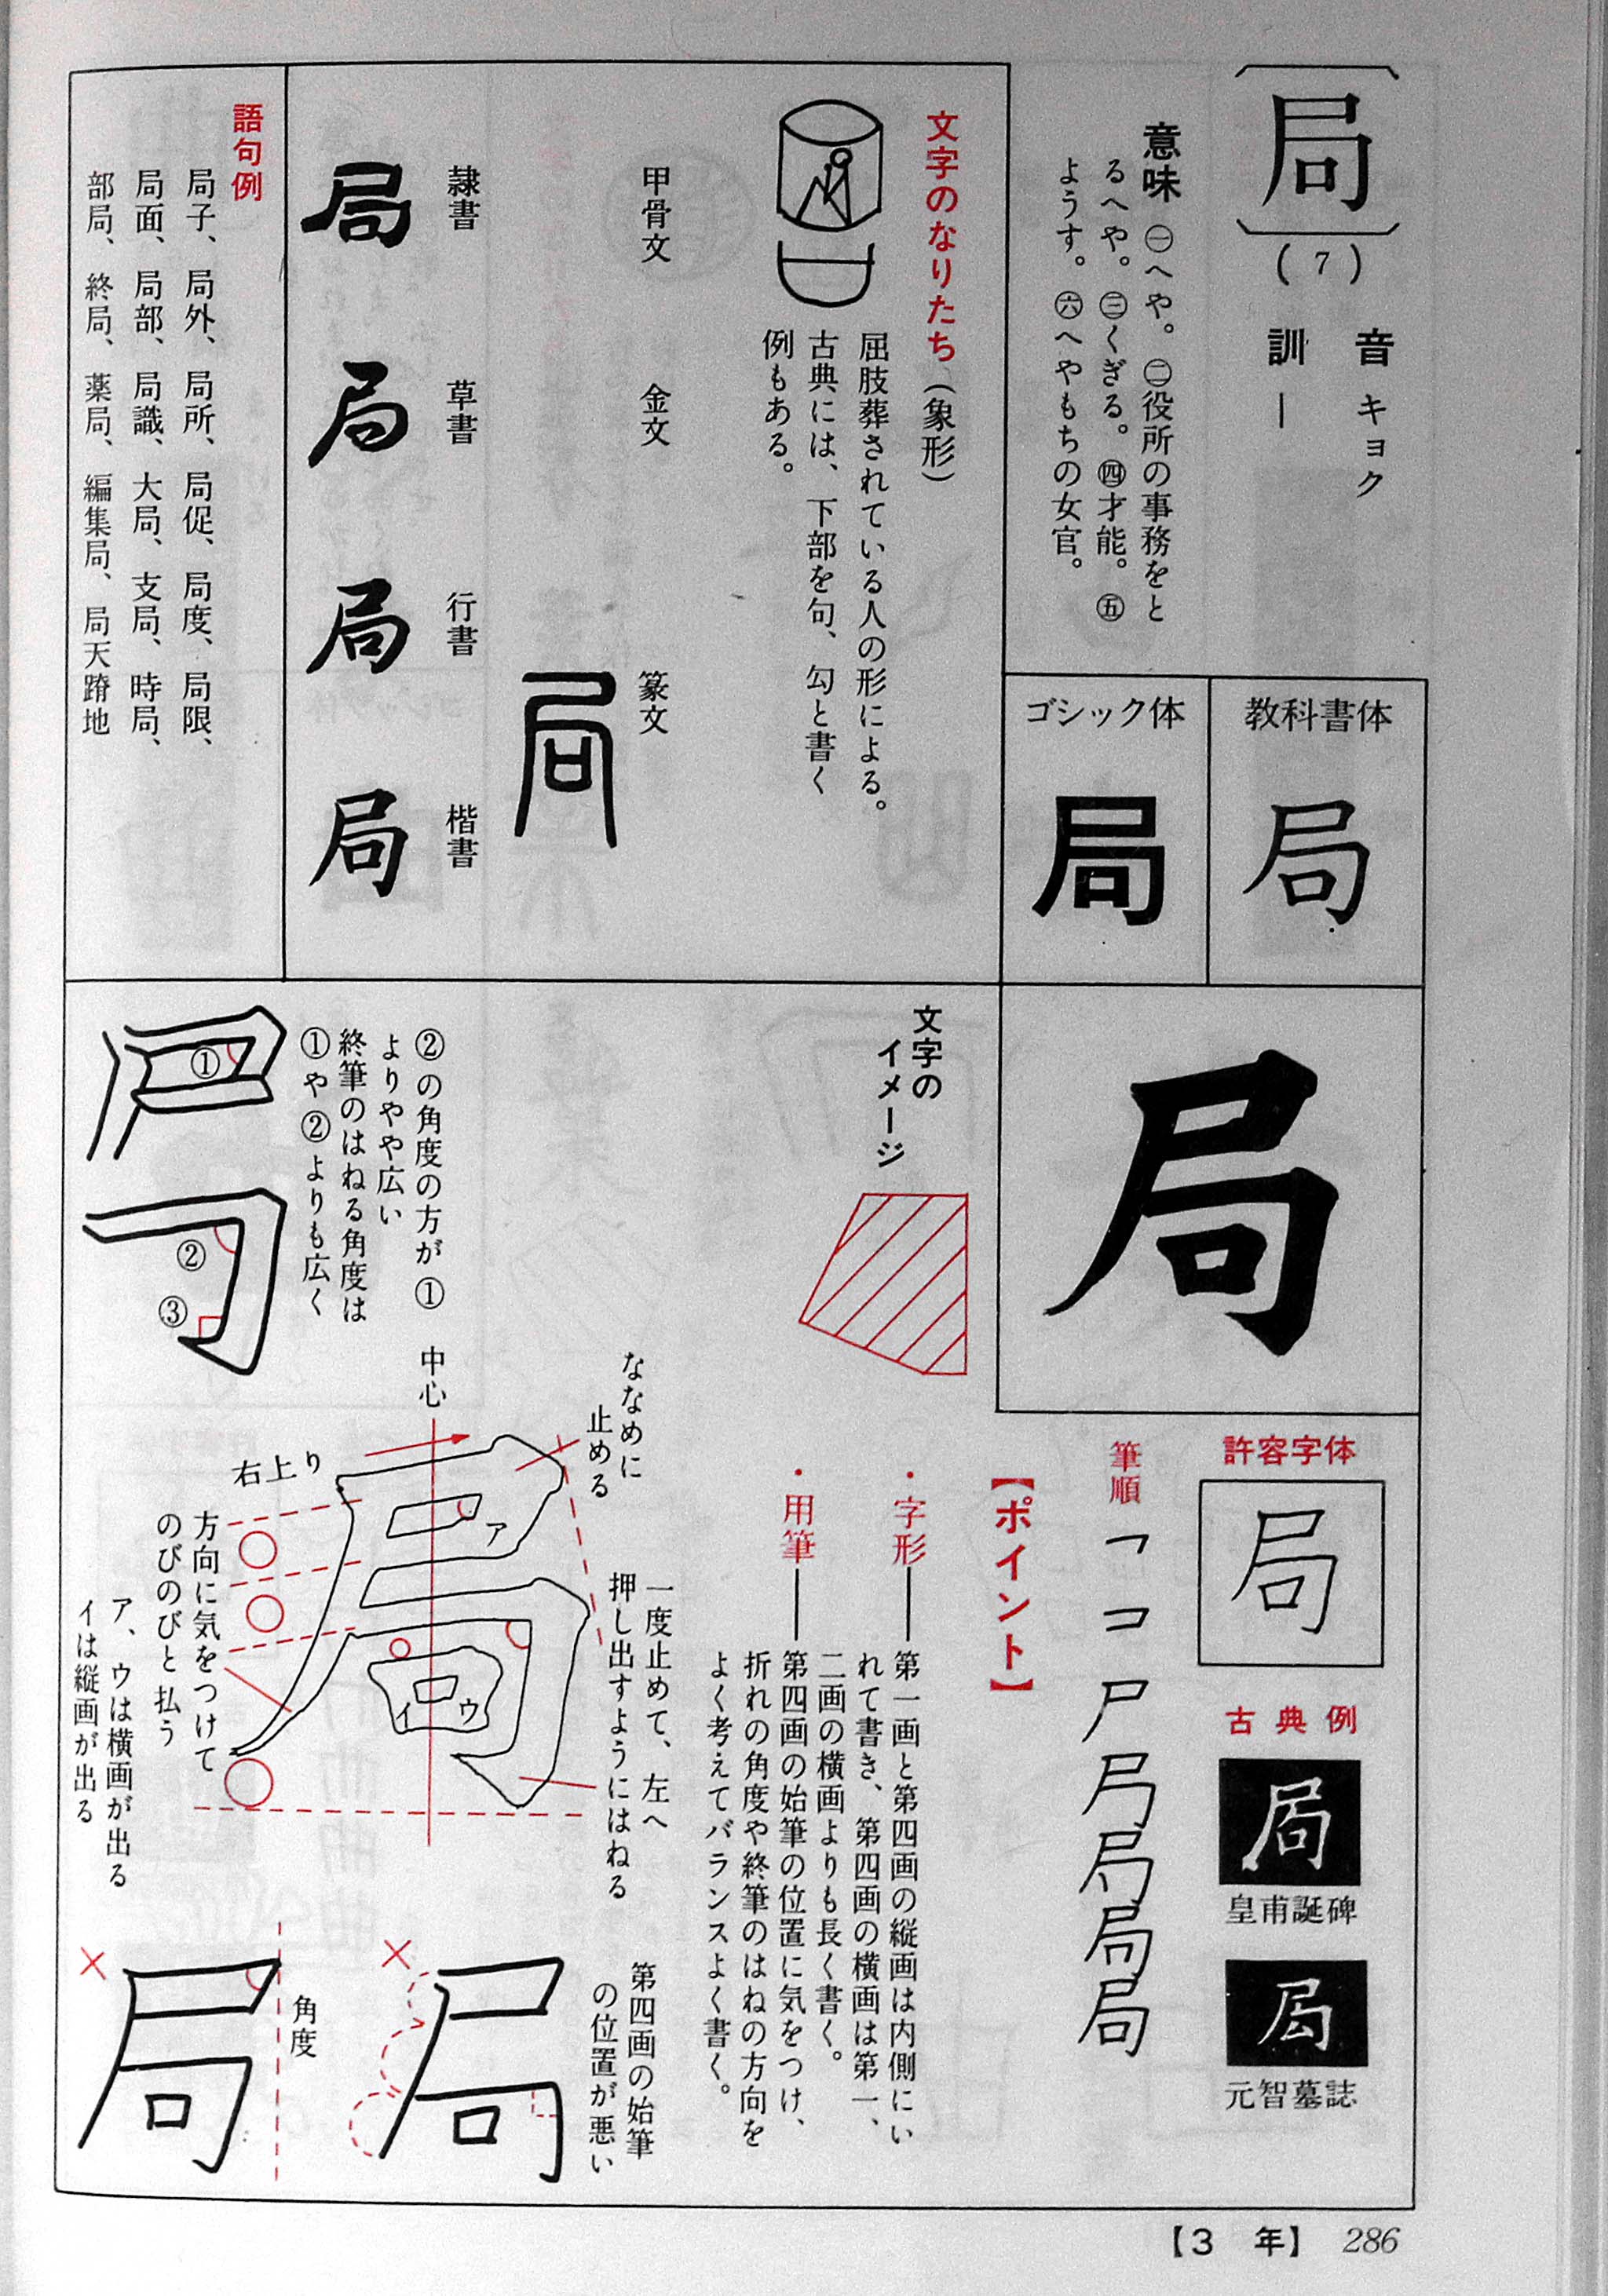 局
（7）
音 キョク
訓 ―
意味 ㊀へや。㊁役所の事務をと
るへや。㊂くぎる。㊃才能。㊄
ようす。㊅へやもちの女官。
教科書体
局
ゴシック体
局
文字のなりたち（象形）
屈肢葬されている人の形による。
古典には、下部を句、勾と書く
例もある。
甲骨文
金文
篆文
局
隷書
局
草書
局
行書
局
楷書
局
語句例
局子、局外、局所、局促、局度、局限、
局面、局部、局識、大局、支局、時局、
部局、終局、薬局、編集局、局天蹐地
局
許容字体
局
古典例
局
皇甫誕碑
局
元智墓誌
筆順
局
【ポイント】
・字形―第一画と第四画の縦画は内側にい
れて書き、第四画の横画は第一、
二画の横画よりも長く書く。
・用筆―第四画の始筆の位置に気をつけ、
折れの角度や終筆のはねの方向を
よく考えてバランスよく書く。
文字の
イメージ
②の角度の方が①
よりやや広い
終筆のはねる角度は
①や②よりも広く
①
②
③
中心
ななめに
止める
右上り
一度止めて、左へ
押し出すようにはねる
方向に気をつけて
のびのびと払う
ア、ウは横画が出る
イは縦画が出る
ア
イ
ウ
第四画の始筆
の位置が悪い
角度
【3 年】 286